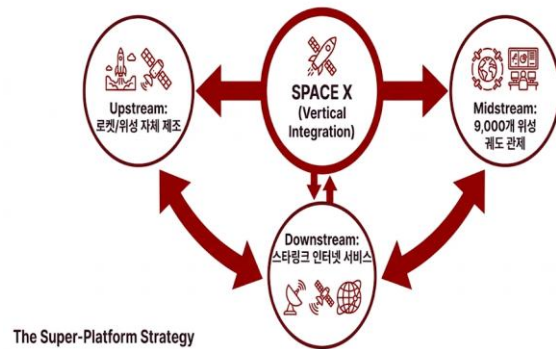 SPACE X
(Vertical
Integration)
Upstream:
로켓/위성 자체 제조
Midstream:
9,000개 위성
궤도 관제
Downstream:
스타링크 인터넷 서비스
The Super-Platform Strategy